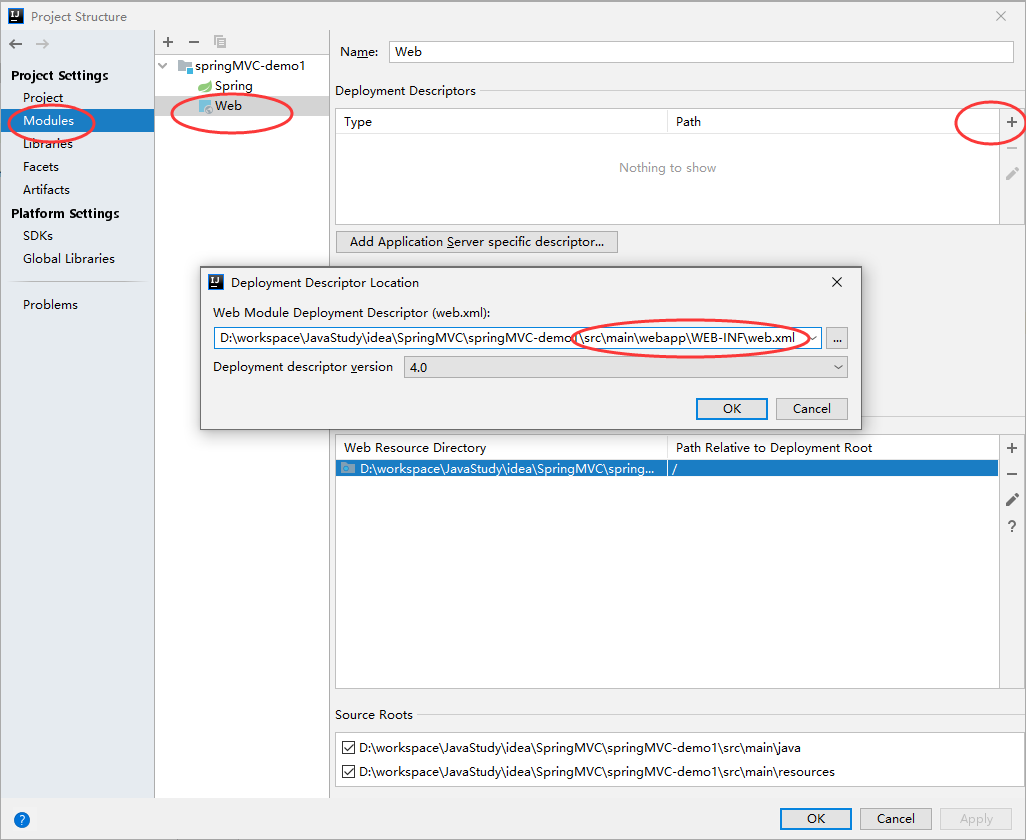 Project Structure
Project Settings
Project
Modules
Libraries
Facets
Artifacts
Platform Settings
SDKs
Global Libraries
Problems
springMVC-demo1
Spring
Web
Name: Web
Deployment Descriptors
Type Path
Nothing to show
Add Application Server specific descriptor...
Deployment Descriptor Location
Web Module Deployment Descriptor (web.xml):
D:\workspace\JavaStudy\idea\SpringMVC\springMVC-demo1\src\main\webapp\WEB-INF\web.xml
...
Deployment descriptor version 4.0
OK Cancel
Web Resource Directory Path Relative to Deployment Root
D:\workspace\JavaStudy\idea\SpringMVC\spring... /
?
Source Roots
D:\workspace\JavaStudy\idea\SpringMVC\springMVC-demo1\src\main\java
D:\workspace\JavaStudy\idea\SpringMVC\springMVC-demo1\src\main\resources
? OK Cancel Apply